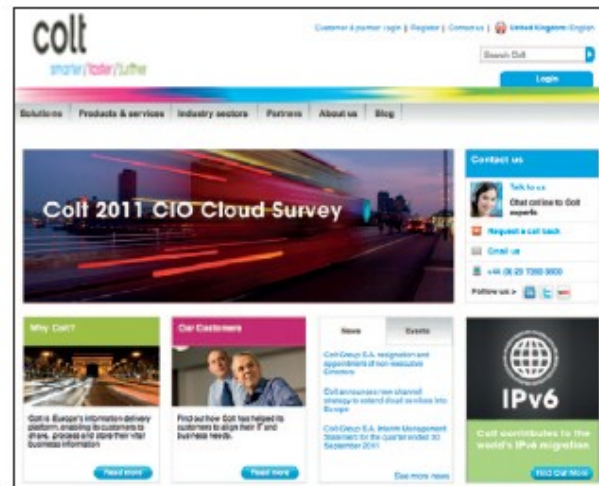 colt
smarter/faster/further
Customer & partner Login | Register | Contact us | United Kingdom English
Search Colt
Login
Solutions
Products & services
Industry sectors
Partners
About us
Blog
Colt 2011 CIO Cloud Survey
Contact us
Talk to us
Chat online to Colt
experts
Request a call back
Email us
Follow us >
Why Colt?
Colt is Europe's information delivery
platform, enabling its customers to
share, process and store their vital
business information
Read more
Our Customers
Find out how Colt has helped its
customers to align their IT and
business needs.
Read more
News
Events
Colt Group S.A. resignation and
appointment of non-executive
Directors
Colt announces new channel
strategy to extend cloud services into
Europe
Colt Group S.A. Interim Management
Statement for the quarter ended 30
September 2011
See more news
IPv6
Colt contributes to the
world's IPv6 migration
Find Out More